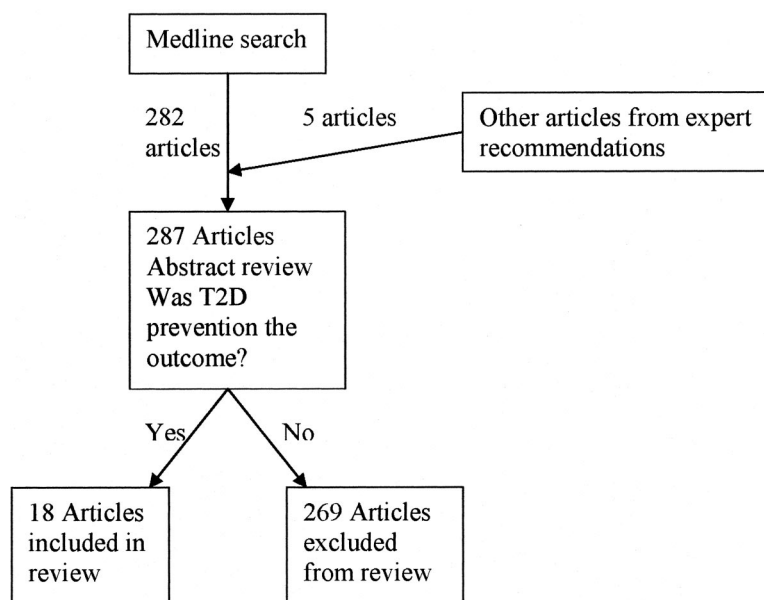 Medline search
282
articles
5 articles
Other articles from expert
recommendations
287 Articles
Abstract review
Was T2D
prevention the
outcome?
Yes
No
18 Articles
included in
review
269 Articles
excluded
from review